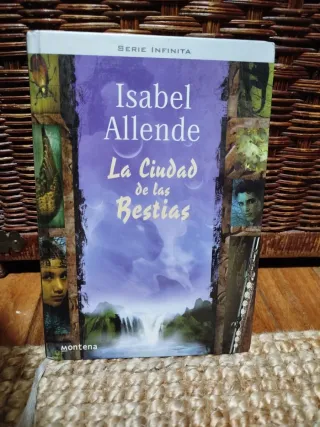 SERIE INFINITA
Isabel
Allende
La Ciudad
de las
Bestias
montena